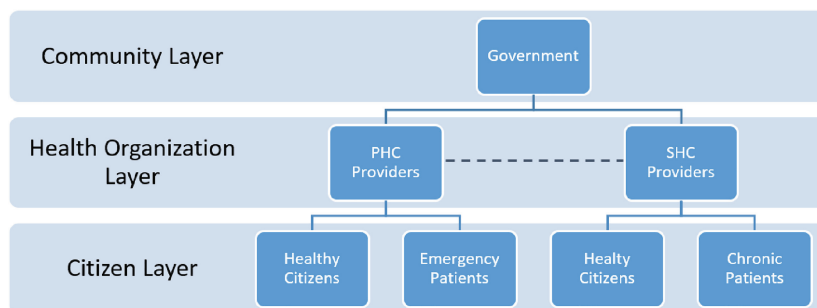 Community Layer
Government
Health Organization
Layer
PHC
Providers
SHC
Providers
Citizen Layer
Healthy
Citizens
Emergency
Patients
Healty
Citizens
Chronic
Patients